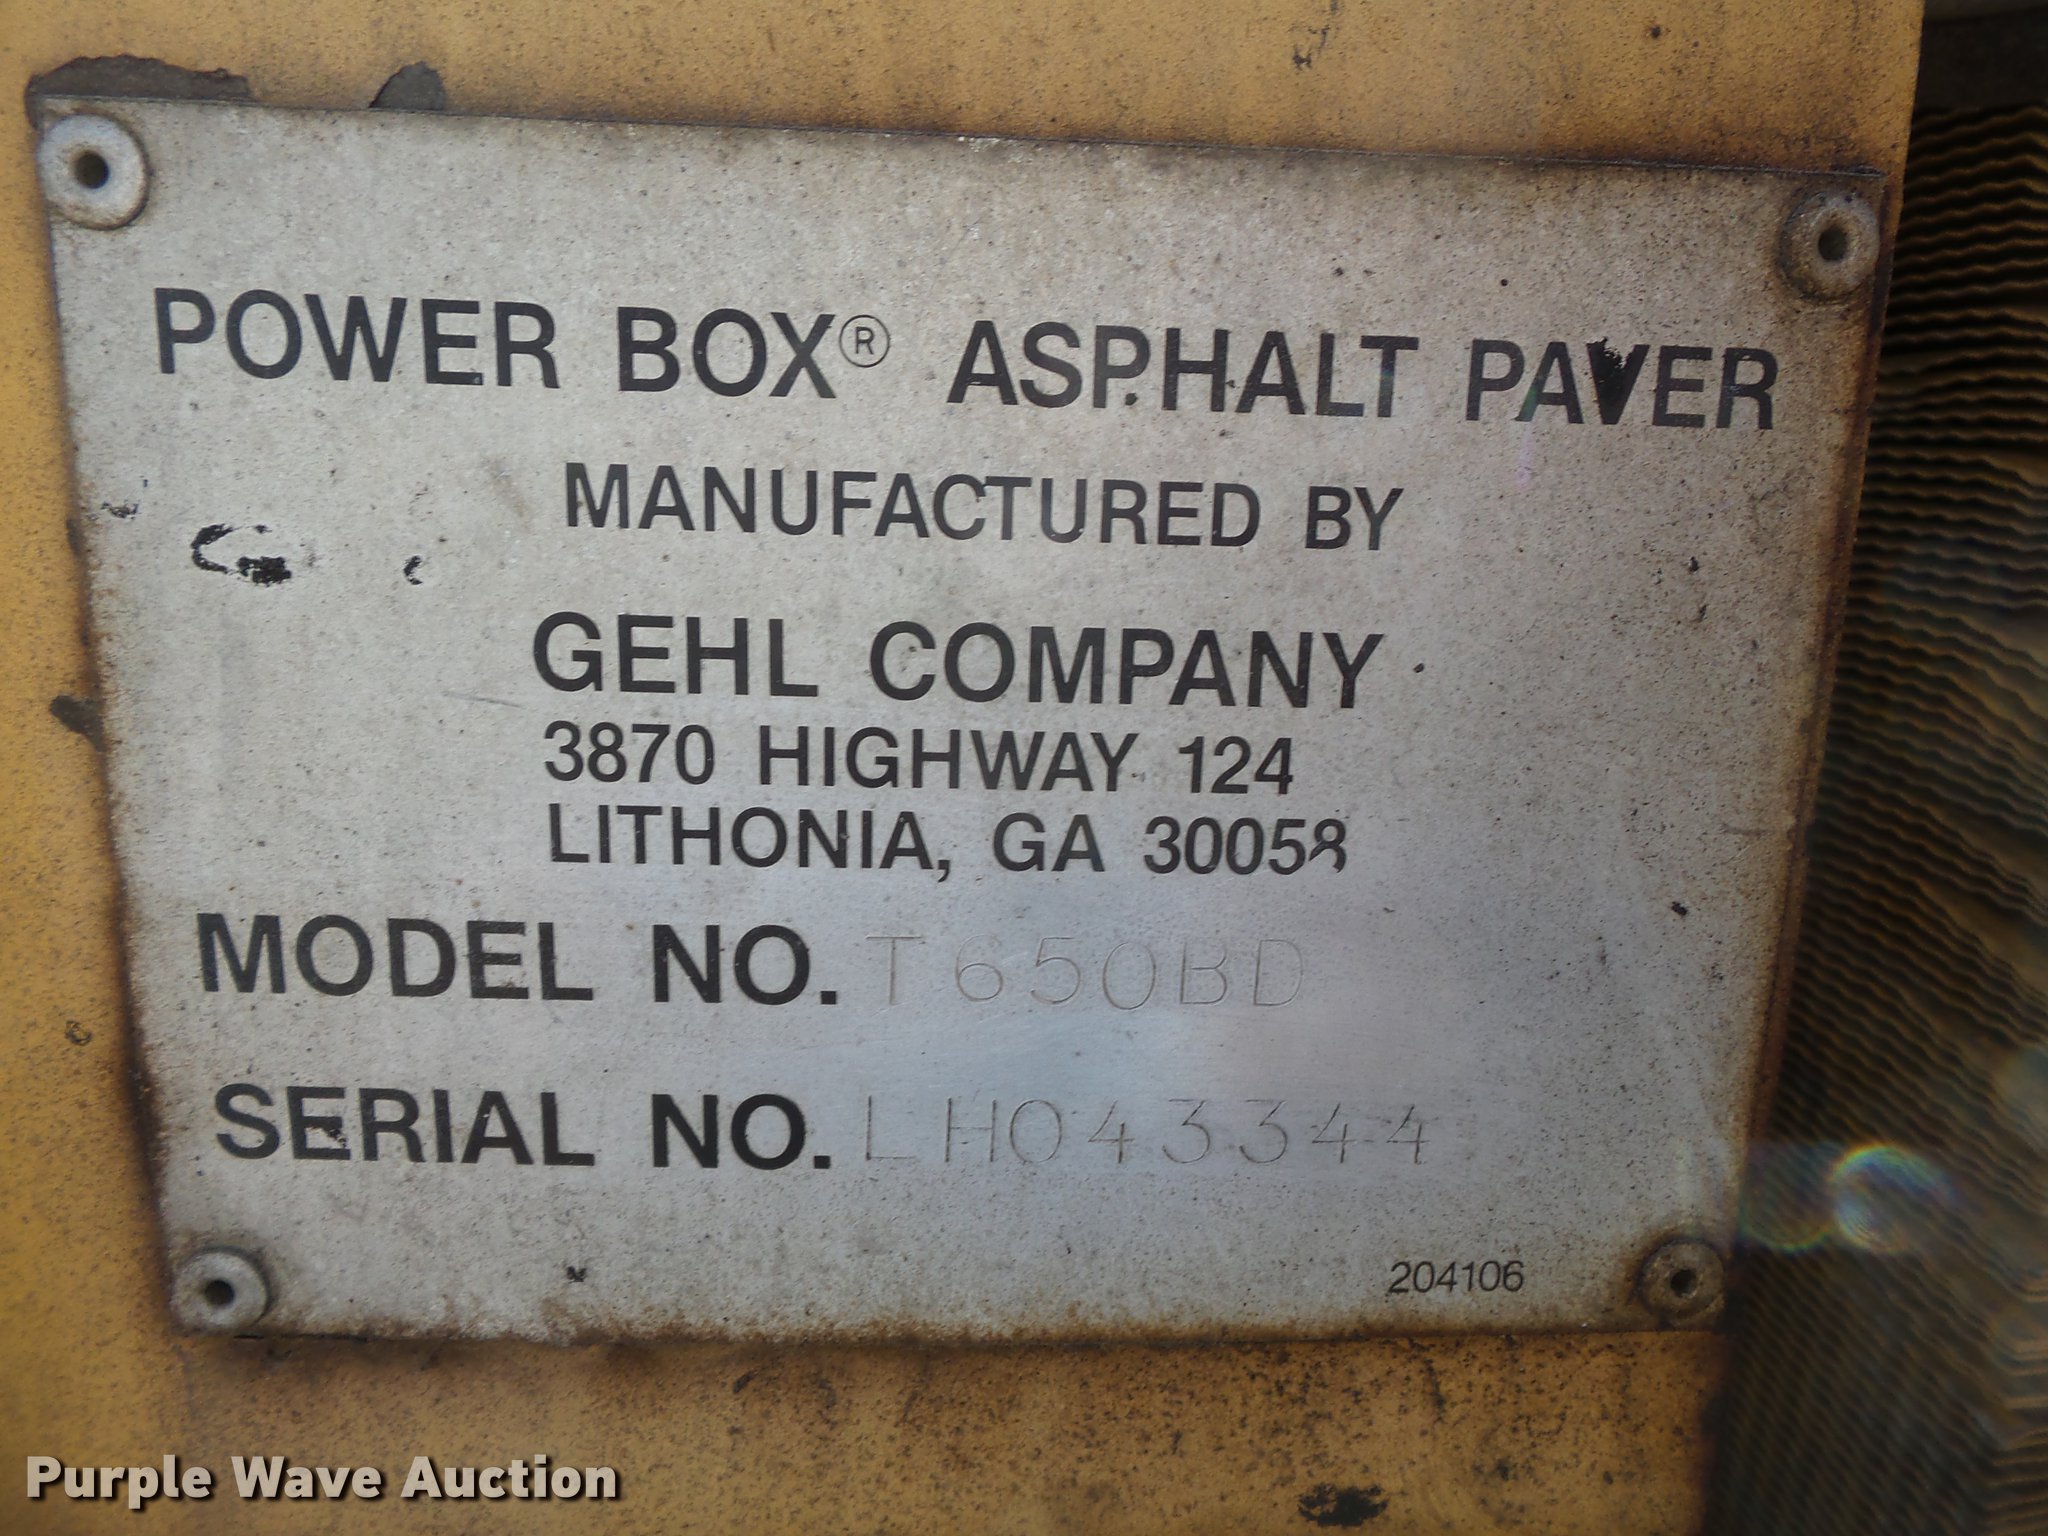 POWER BOX® ASPHALT PAVER
MANUFACTURED BY
GEHL COMPANY
3870 HIGHWAY 124
LITHONIA, GA 30058
MODEL NO. T650BD
SERIAL NO. LH043344
204106
Purple Wave Auction